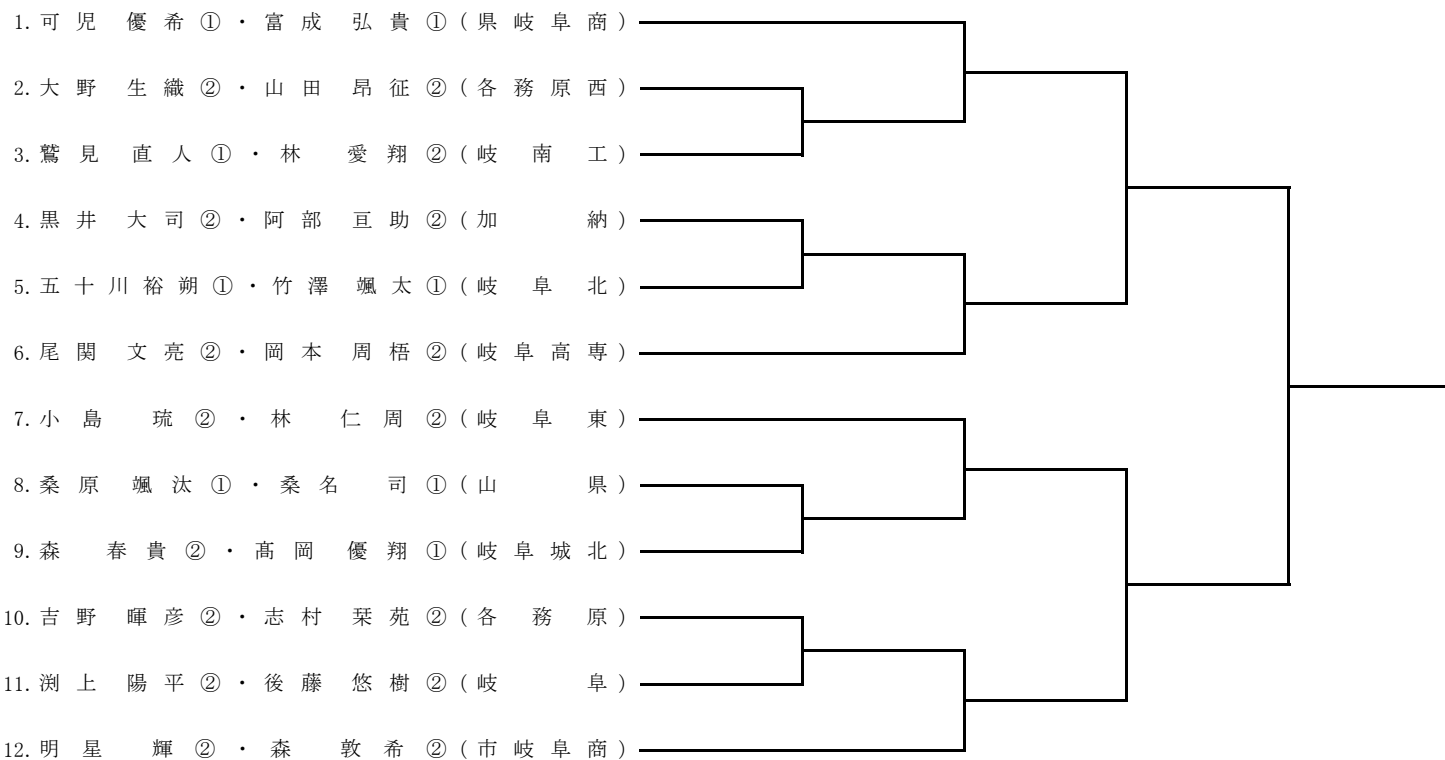 1. 可児 優希①・富成 弘貴①(県岐阜商)
2. 大野 生織②・山田 昂征②(各務原西)
3. 鷲見 直人①・林 愛翔②(岐南工)
4. 黒井 大司②・阿部 亘助②(加納)
5. 五十川裕朔①・竹澤 颯太①(岐阜北)
6. 尾関 文亮②・岡本 周梧②(岐阜高専)
7. 小島 琉②・林 仁周②(岐阜東)
8. 桑原 颯汰①・桑名 司①(山県)
9. 森 春貴②・髙岡 優翔①(岐阜城北)
10. 吉野 暉彦②・志村 栞苑②(各務原)
11. 渕上 陽平②・後藤 悠樹②(岐阜)
12. 明星 輝②・森 敦希②(市岐阜商)